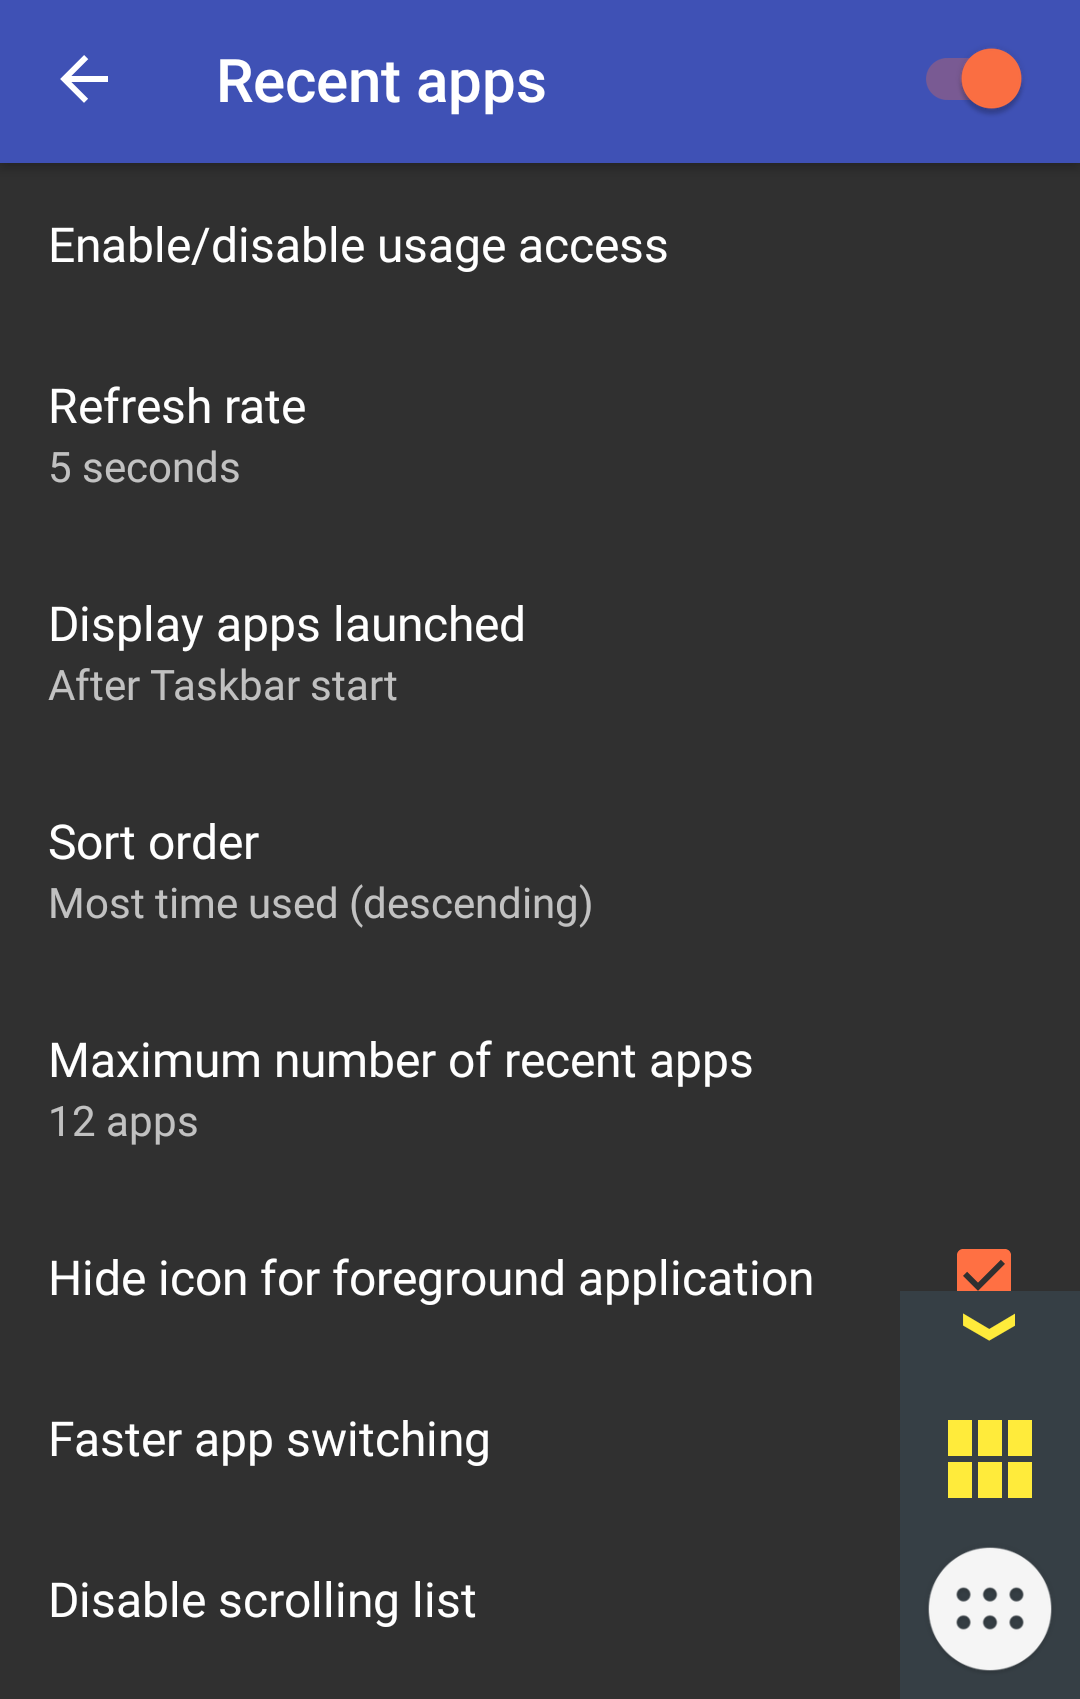 Recent apps
Enable/disable usage access
Refresh rate
5 seconds
Display apps launched
After Taskbar start
Sort order
Most time used (descending)
Maximum number of recent apps
12 apps
Hide icon for foreground application
Faster app switching
Disable scrolling list